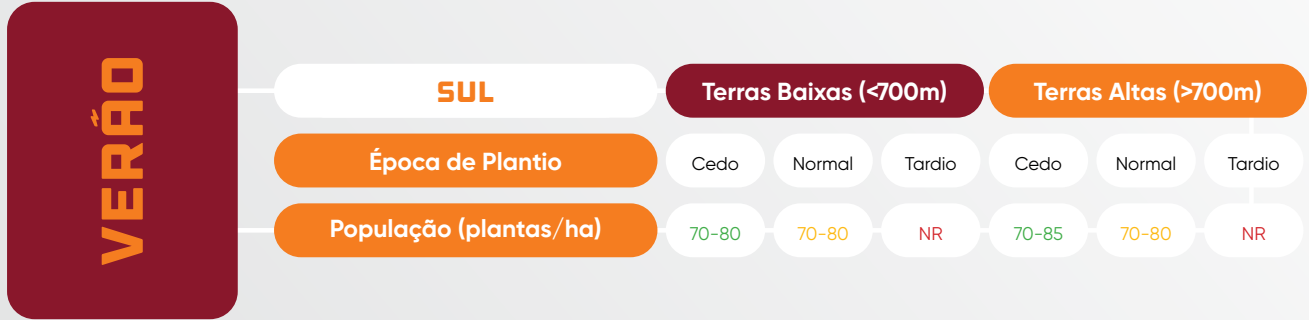 VERÃO
SUL
Terras Baixas (<700m)
Terras Altas (>700m)
Época de Plantio
Cedo
Normal
Tardio
Cedo
Normal
Tardio
População (plantas/ha)
70-80
70-80
NR
70-85
70-80
NR